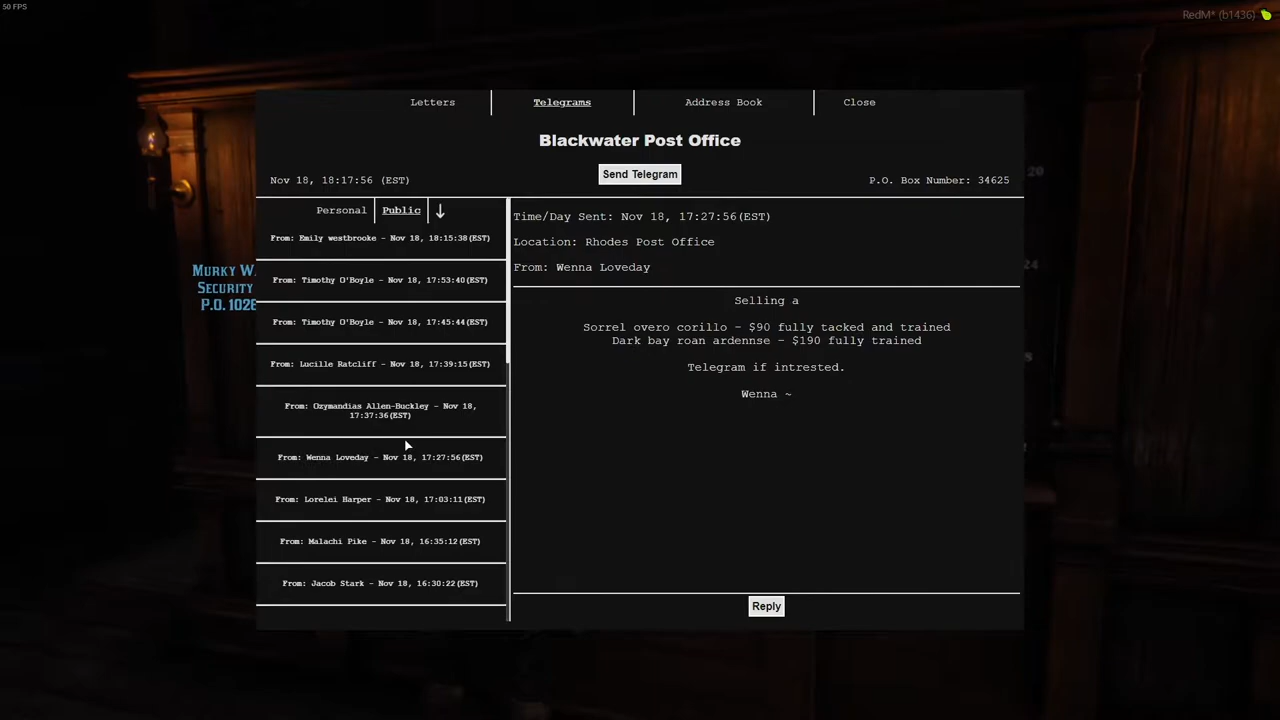 50 FPS
RedM* (b1436)
Letters
Telegrams
Address Book
Close
Blackwater Post Office
Nov 18, 18:17:56 (EST)
Send Telegram
P.O. Box Number: 34625
Personal
Public
From: Emily westbrooke - Nov 18, 18:15:38(EST)
From: Timothy O'Boyle - Nov 18, 17:53:40(EST)
From: Timothy O'Boyle - Nov 18, 17:45:44(EST)
From: Lucille Ratcliff - Nov 18, 17:39:15(EST)
From: Ozymandias Allen-Buckley - Nov 18,
17:37:36(EST)
From: Wenna Loveday - Nov 18, 17:27:56(EST)
From: Lorelei Harper - Nov 18, 17:03:11(EST)
From: Malachi Pike - Nov 18, 16:35:12(EST)
From: Jacob Stark - Nov 18, 16:30:22(EST)
Time/Day Sent: Nov 18, 17:27:56(EST)
Location: Rhodes Post Office
From: Wenna Loveday
Selling a
Sorrel overo corillo - $90 fully tacked and trained
Dark bay roan ardennse - $190 fully trained
Telegram if intrested.
Wenna ~
Reply
MURKY W
SECURITY
P.O. 1028
20
24